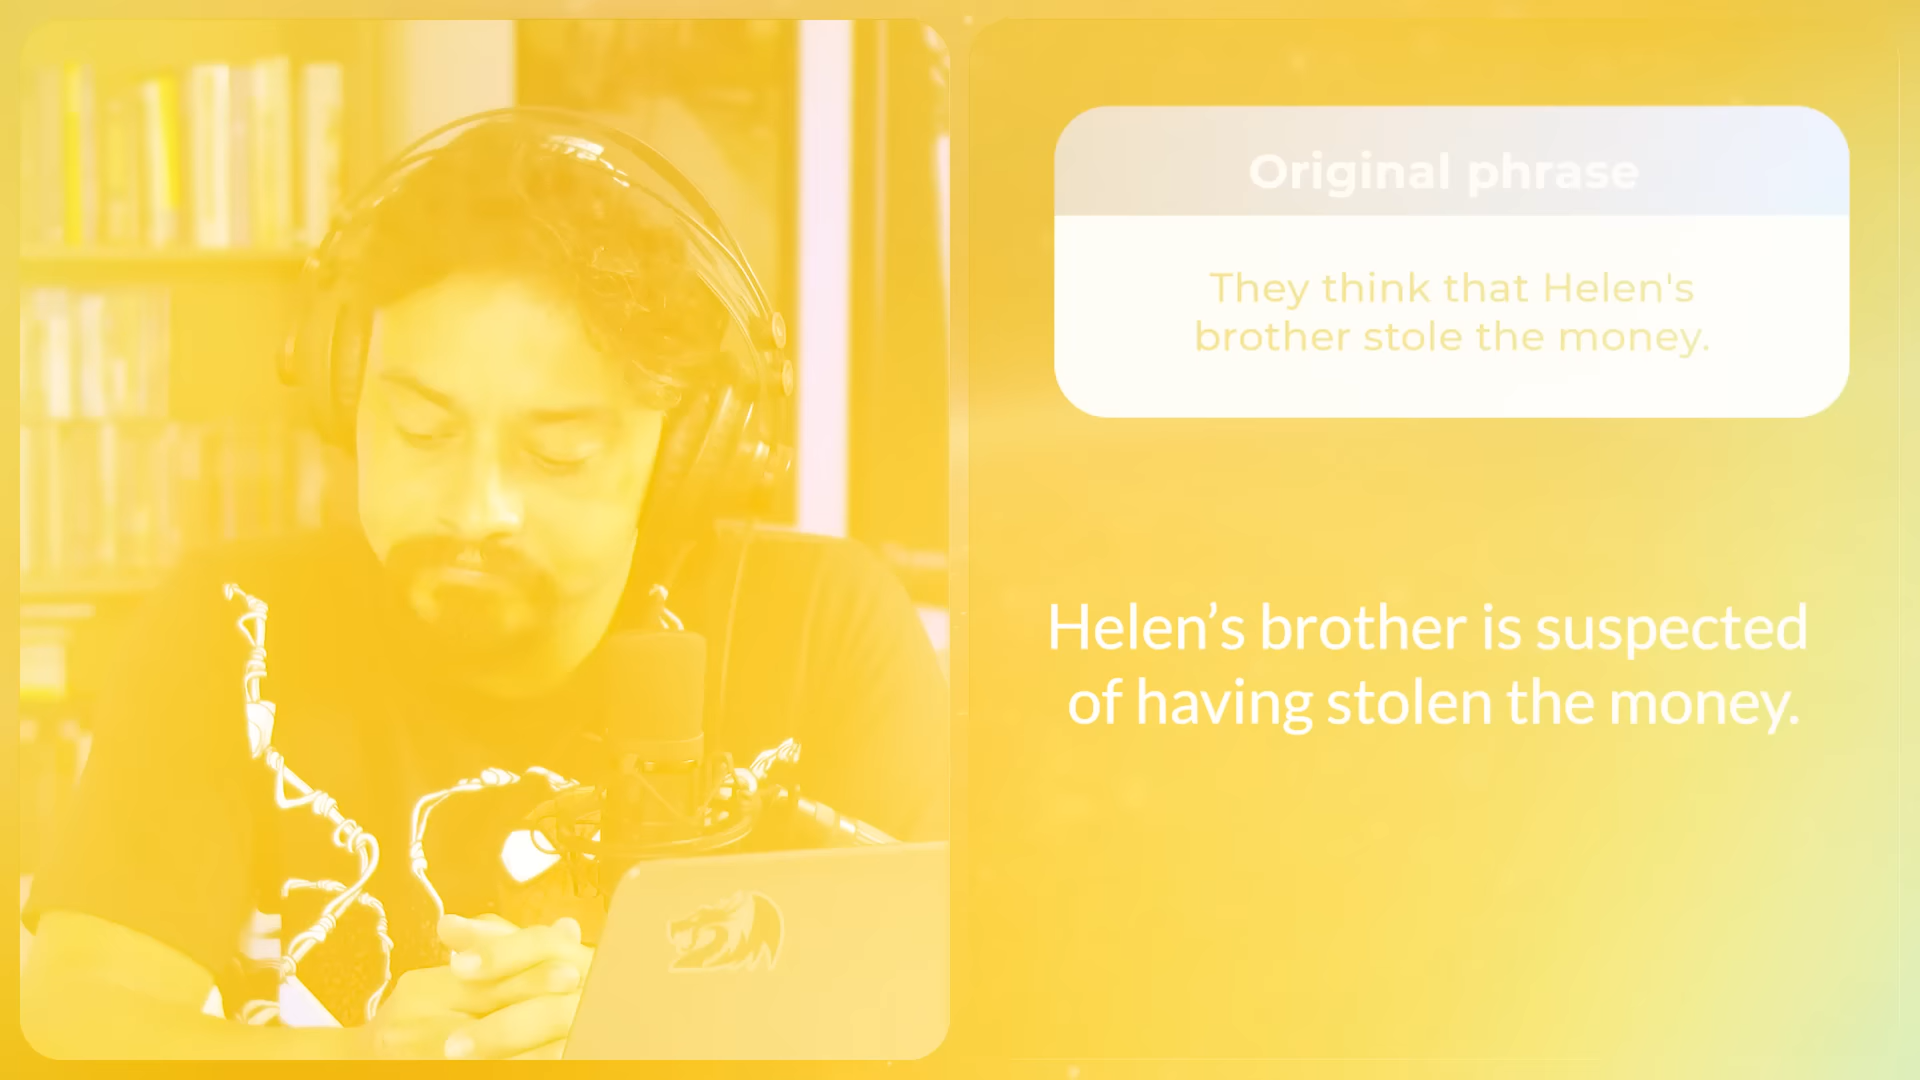 Original phrase
They think that Helen's
brother stole the money.
Helen’s brother is suspected
of having stolen the money.